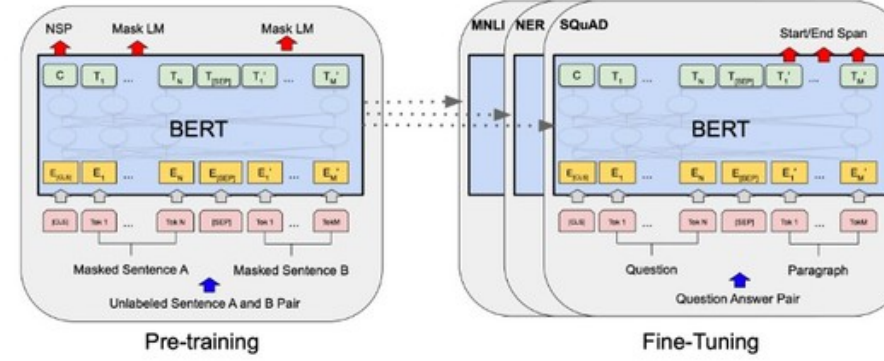 NSP Mask LM Mask LM
C T1 ... TN T[SEP] T1' ... TM'
BERT
E[CLS] E1 ... EN E[SEP] E1' ... EM'
[CLS] Tok 1 ... Tok N [SEP] Tok 1 ... TokM
Masked Sentence A Masked Sentence B
Unlabeled Sentence A and B Pair
Pre-training
MNLI NER SQuAD
Start/End Span
C T1 ... TN T[SEP] T1' ... TM'
BERT
E[CLS] E1 ... EN E[SEP] E1' ... EM'
[CLS] Tok 1 ... Tok N [SEP] Tok 1 ... TokM
Question Paragraph
Question Answer Pair
Fine-Tuning